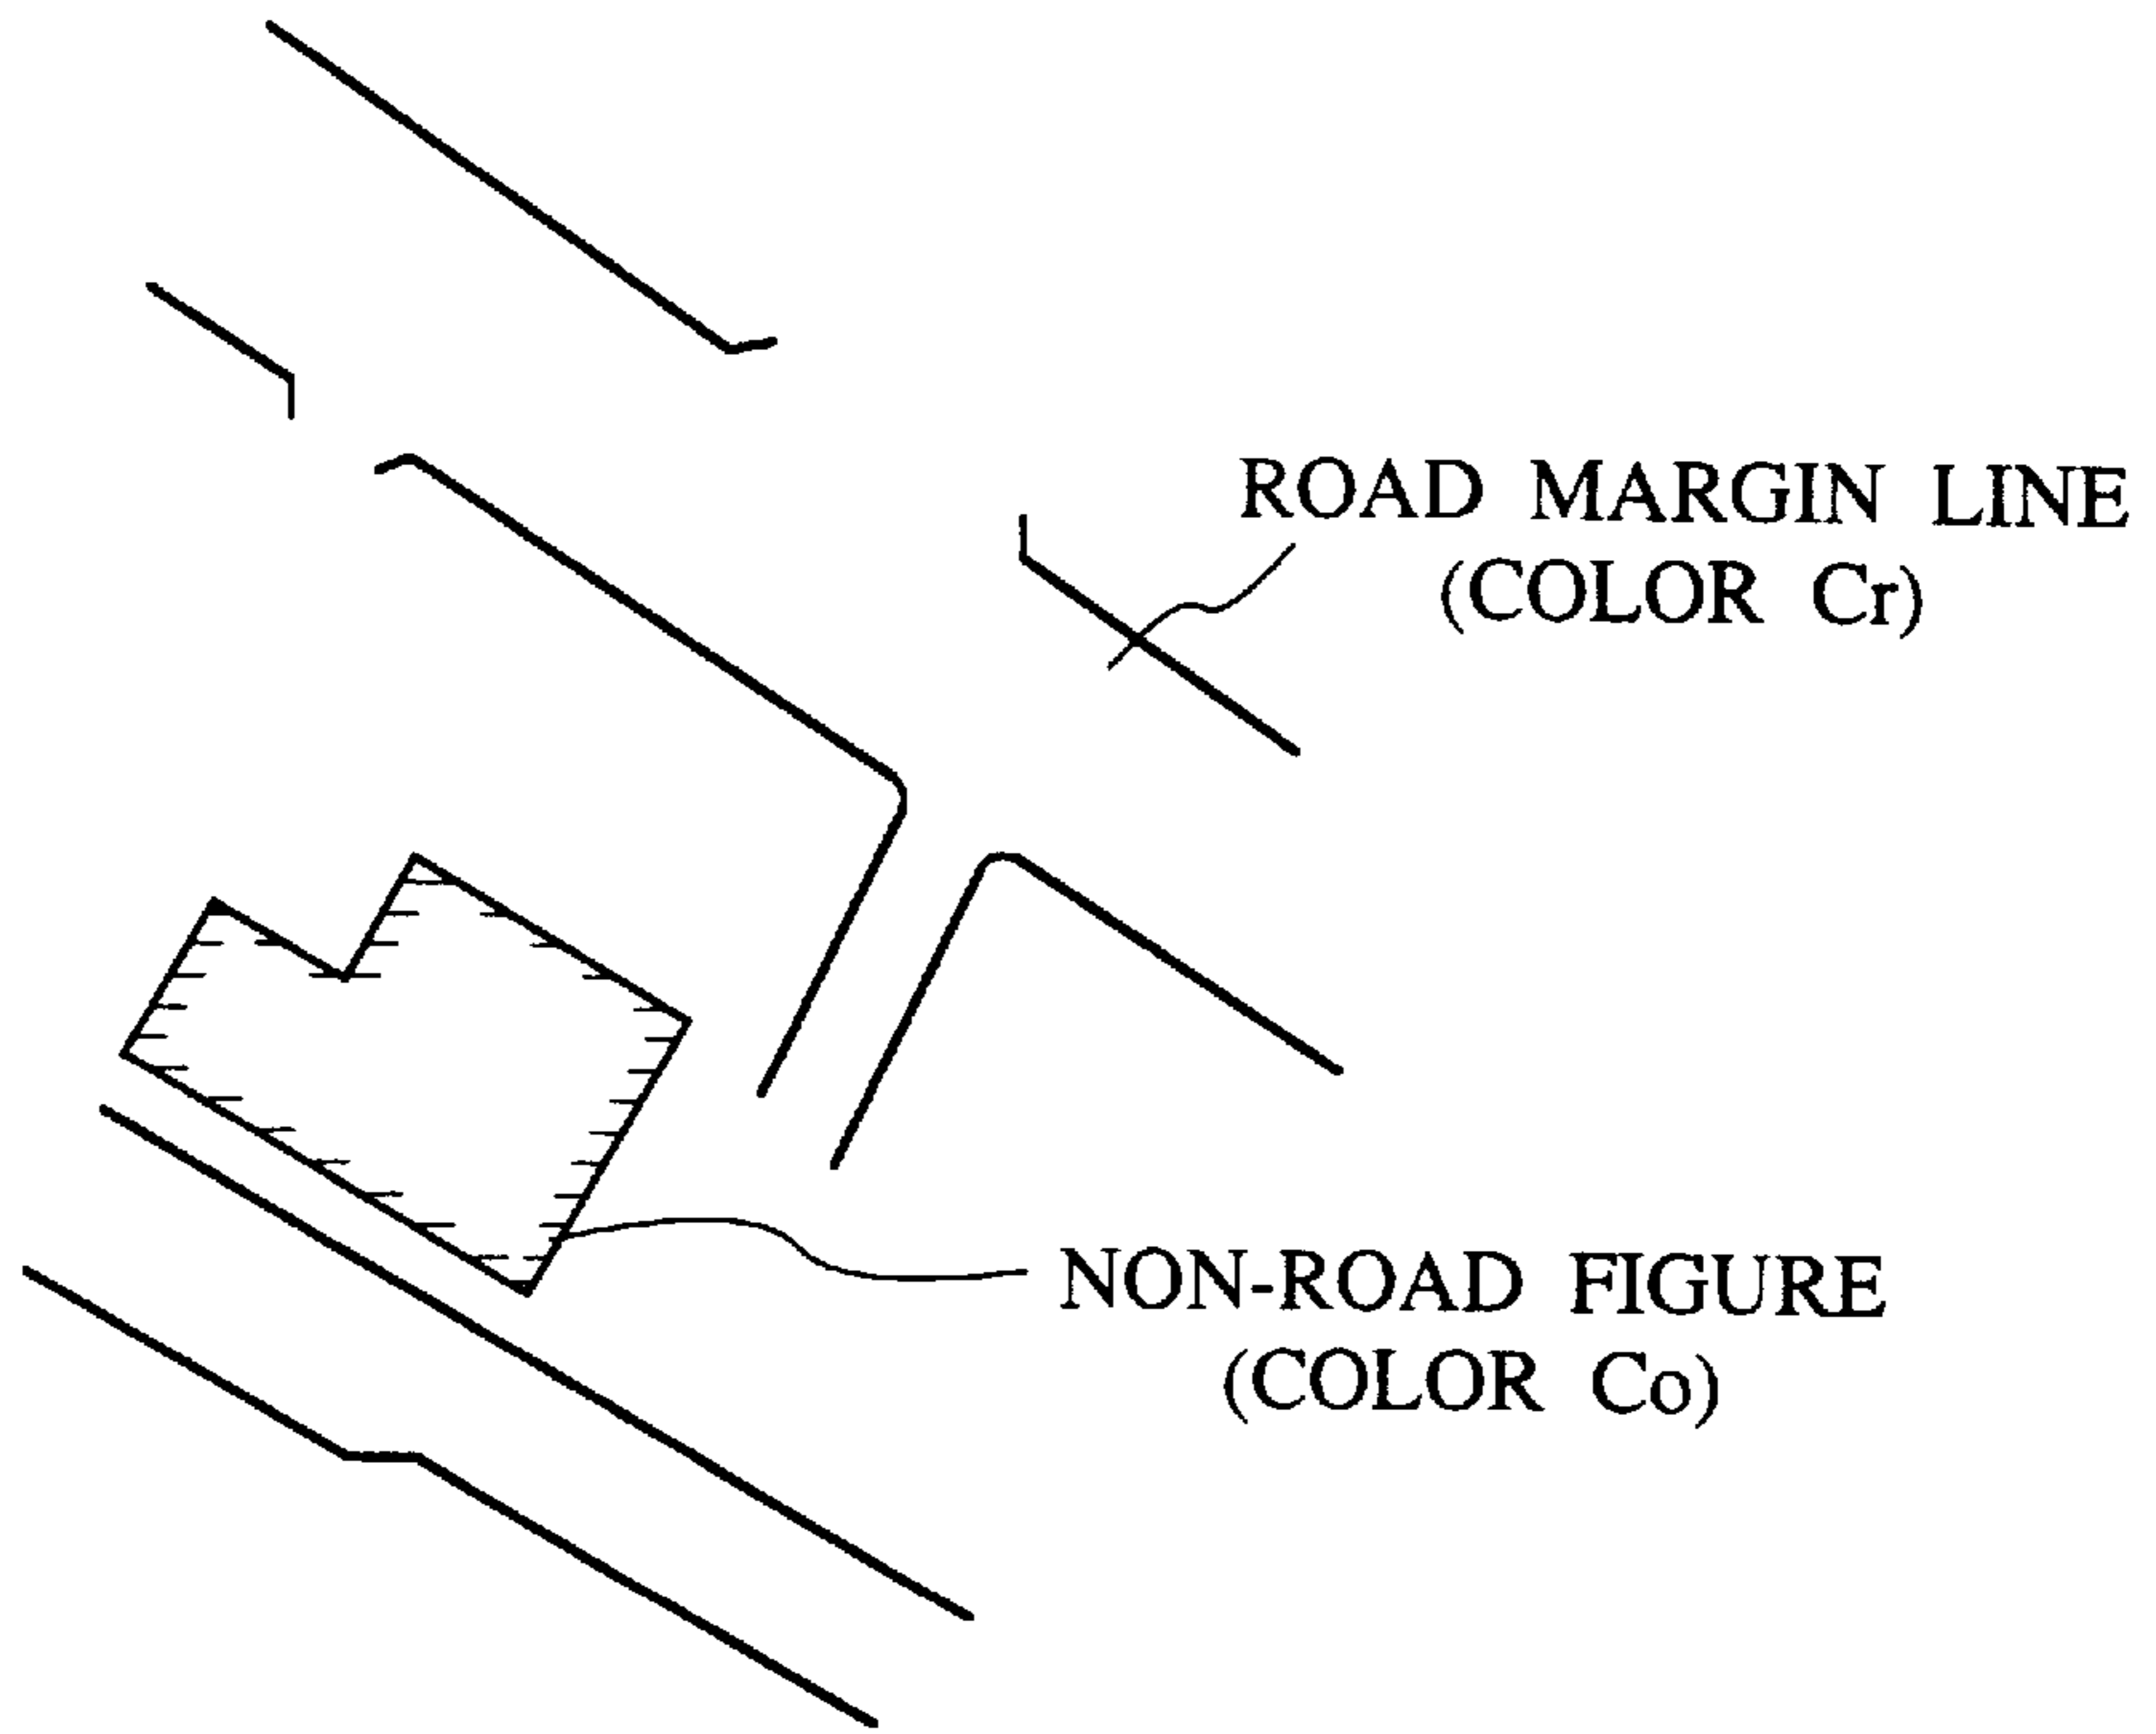 ROAD MARGIN LINE
(COLOR Cr)
NON-ROAD FIGURE
(COLOR Co)